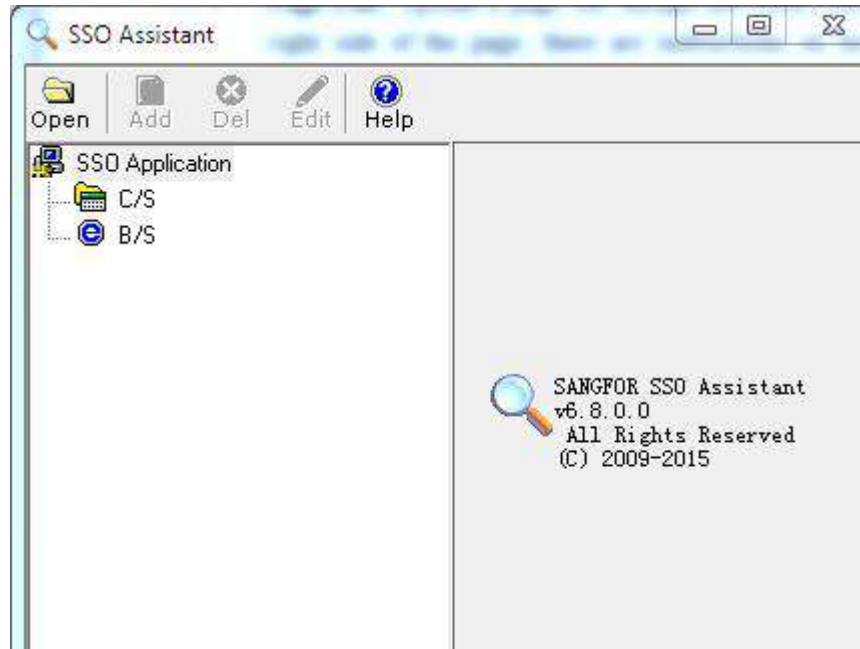 SSO Assistant
Open Add Del Edit Help
SSO Application
C/S
B/S
SANGFOR SSO Assistant
v6.8.0.0
All Rights Reserved
(C) 2009-2015